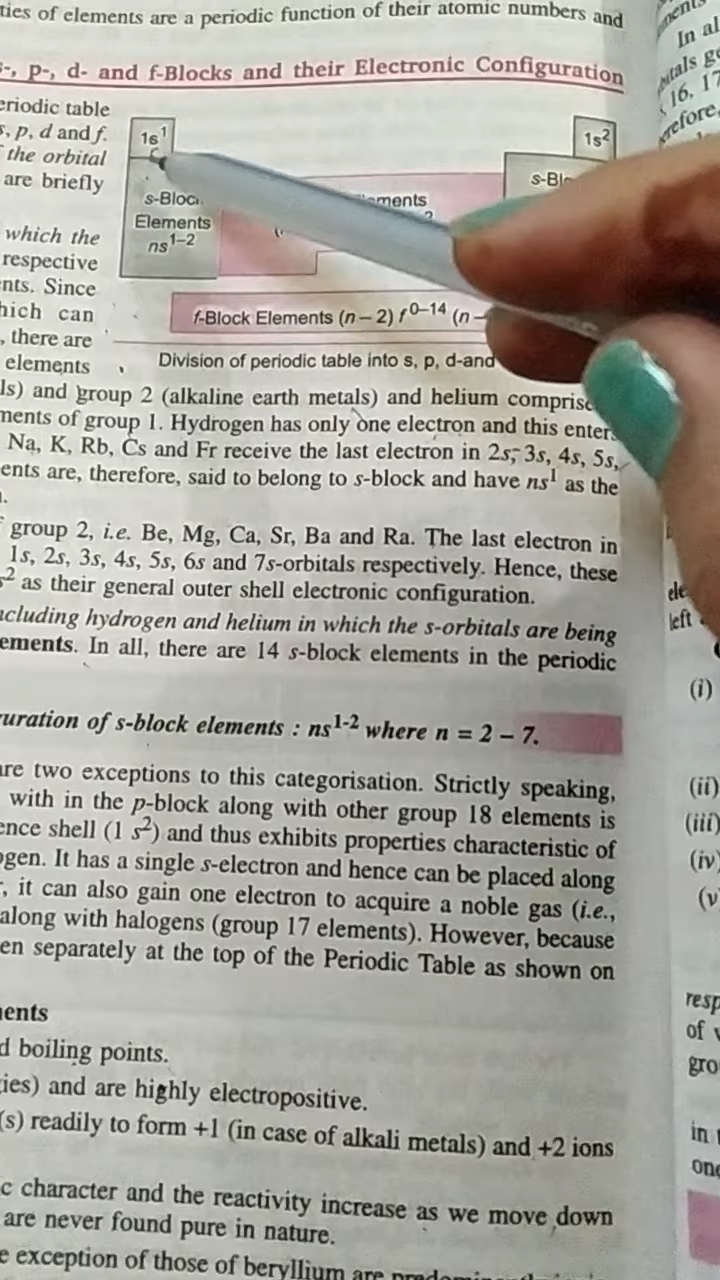 ties of elements are a periodic function of their atomic numbers and
s-, p-, d- and f-Blocks and their Electronic Configuration
eriodic table
s, p, d and f.
the orbital
are briefly
which the
respective
ents. Since
hich can
, there are
elements
1s¹
s-Block
Elements
ns¹⁻²
ments
1s²
s-Bl
f-Block Elements (n – 2) f⁰⁻¹⁴ (n –
Division of periodic table into s, p, d-and
ls) and group 2 (alkaline earth metals) and helium comprise
ments of group 1. Hydrogen has only one electron and this enters
Na, K, Rb, Cs and Fr receive the last electron in 2s, 3s, 4s, 5s,
ents are, therefore, said to belong to s-block and have ns¹ as the
group 2, i.e. Be, Mg, Ca, Sr, Ba and Ra. The last electron in
1s, 2s, 3s, 4s, 5s, 6s and 7s-orbitals respectively. Hence, these
s² as their general outer shell electronic configuration.
ncluding hydrogen and helium in which the s-orbitals are being
ements. In all, there are 14 s-block elements in the periodic
uration of s-block elements : ns¹⁻² where n = 2 – 7.
are two exceptions to this categorisation. Strictly speaking,
with in the p-block along with other group 18 elements is
ence shell (1 s²) and thus exhibits properties characteristic of
ogen. It has a single s-electron and hence can be placed along
, it can also gain one electron to acquire a noble gas (i.e.,
along with halogens (group 17 elements). However, because
en separately at the top of the Periodic Table as shown on
ents
d boiling points.
ies) and are highly electropositive.
(s) readily to form +1 (in case of alkali metals) and +2 ions
c character and the reactivity increase as we move down
are never found pure in nature.
e exception of those of beryllium are
In al
bitals ge
16, 17
refore,
ele
left
(i)
(ii)
(iii)
(iv)
(v
resp
of
gro
in
one